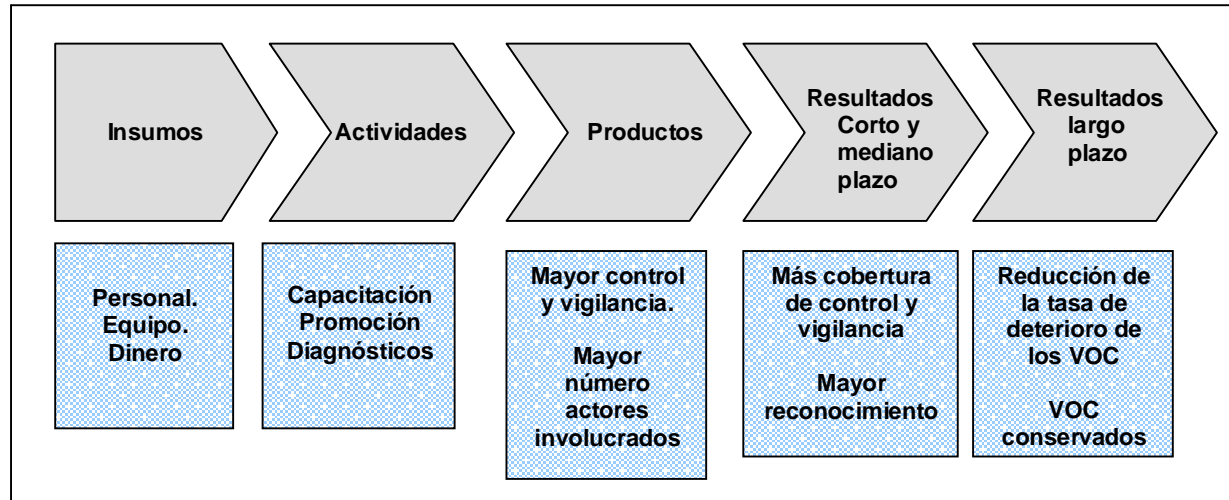 Insumos
Actividades
Productos
Resultados
Corto y
mediano
plazo
Resultados
largo
plazo
Personal.
Equipo.
Dinero
Capacitación
Promoción
Diagnósticos
Mayor control
y vigilancia.
Mayor
número
actores
involucrados
Más cobertura
de control y
vigilancia
Mayor
reconocimiento
Reducción de
la tasa de
deterioro de
los VOC
VOC
conservados